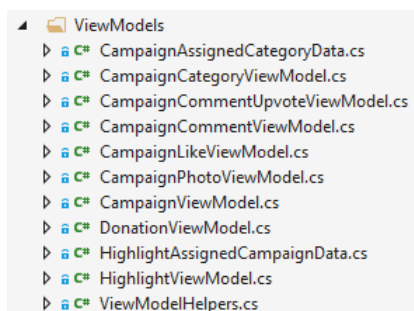 ViewModels
C# CampaignAssignedCategoryData.cs
C# CampaignCategoryViewModel.cs
C# CampaignCommentUpvoteViewModel.cs
C# CampaignCommentViewModel.cs
C# CampaignLikeViewModel.cs
C# CampaignPhotoViewModel.cs
C# CampaignViewModel.cs
C# DonationViewModel.cs
C# HighlightAssignedCampaignData.cs
C# HighlightViewModel.cs
C# ViewModelHelpers.cs